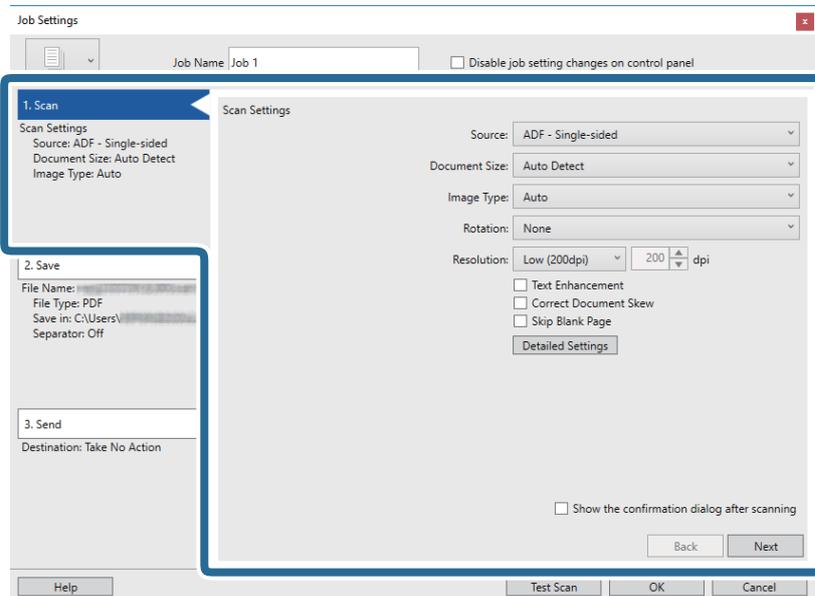 Job Settings
x
Job Name Job 1
Disable job setting changes on control panel
1. Scan
Scan Settings
Source: ADF - Single-sided
Document Size: Auto Detect
Image Type: Auto
2. Save
File Name:
File Type: PDF
Save in: C:\Users\
Separator: Off
3. Send
Destination: Take No Action
Scan Settings
Source: ADF - Single-sided
Document Size: Auto Detect
Image Type: Auto
Rotation: None
Resolution: Low (200dpi) 200 dpi
Text Enhancement
Correct Document Skew
Skip Blank Page
Detailed Settings
Show the confirmation dialog after scanning
Back Next
Help Test Scan OK Cancel